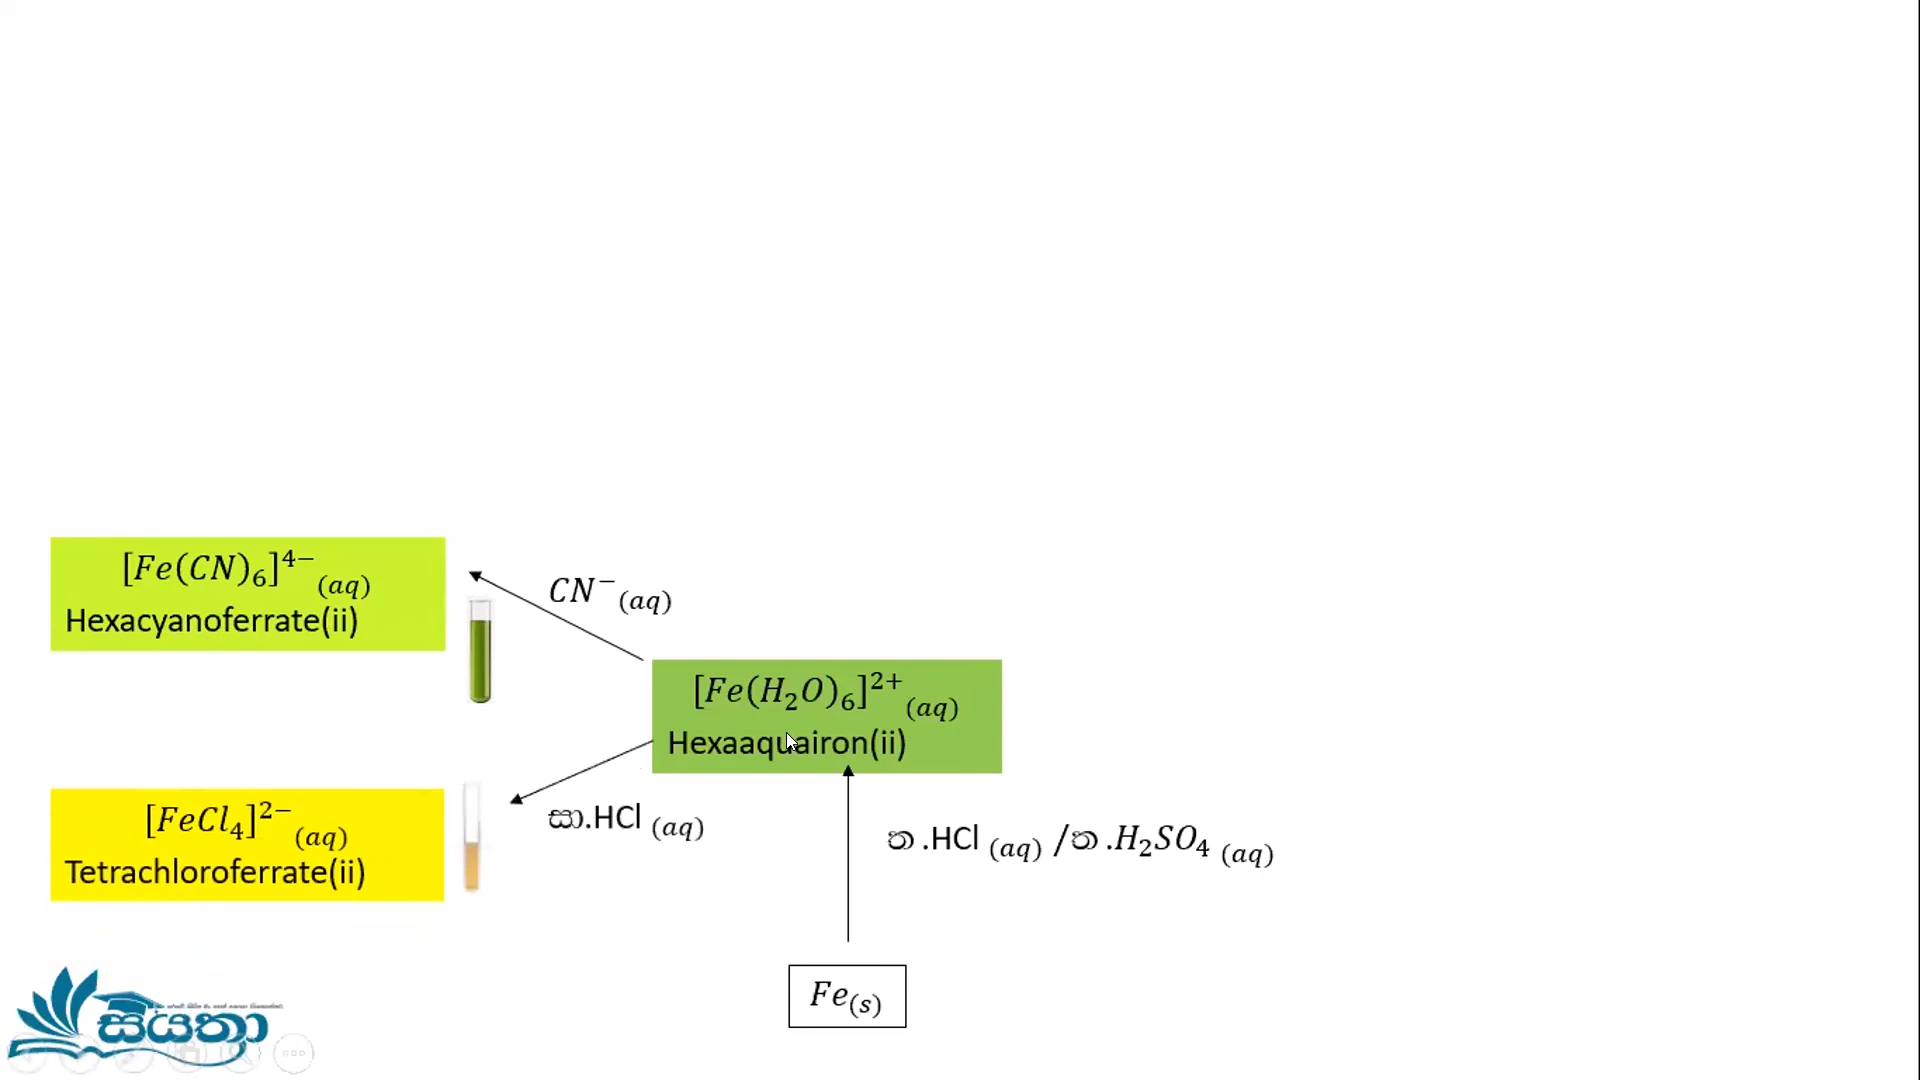 [Fe(CN)₆]⁴⁻(aq)
Hexacyanoferrate(ii)
CN⁻(aq)
[Fe(H₂O)₆]²⁺(aq)
Hexaaquairon(ii)
[FeCl₄]²⁻(aq)
Tetrachloroferrate(ii)
සා.HCl (aq)
ත .HCl (aq) /ත .H₂SO₄ (aq)
Fe(s)
සියත්‍රා